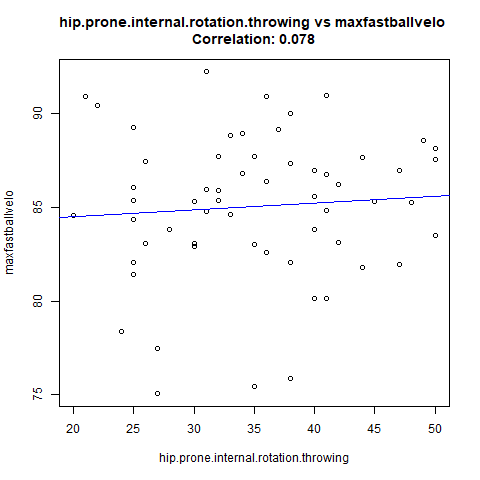 hip.prone.internal.rotation.throwing vs maxfastballvelo
Correlation: 0.078
maxfastballvelo
90
85
80
75
20 25 30 35 40 45 50
hip.prone.internal.rotation.throwing